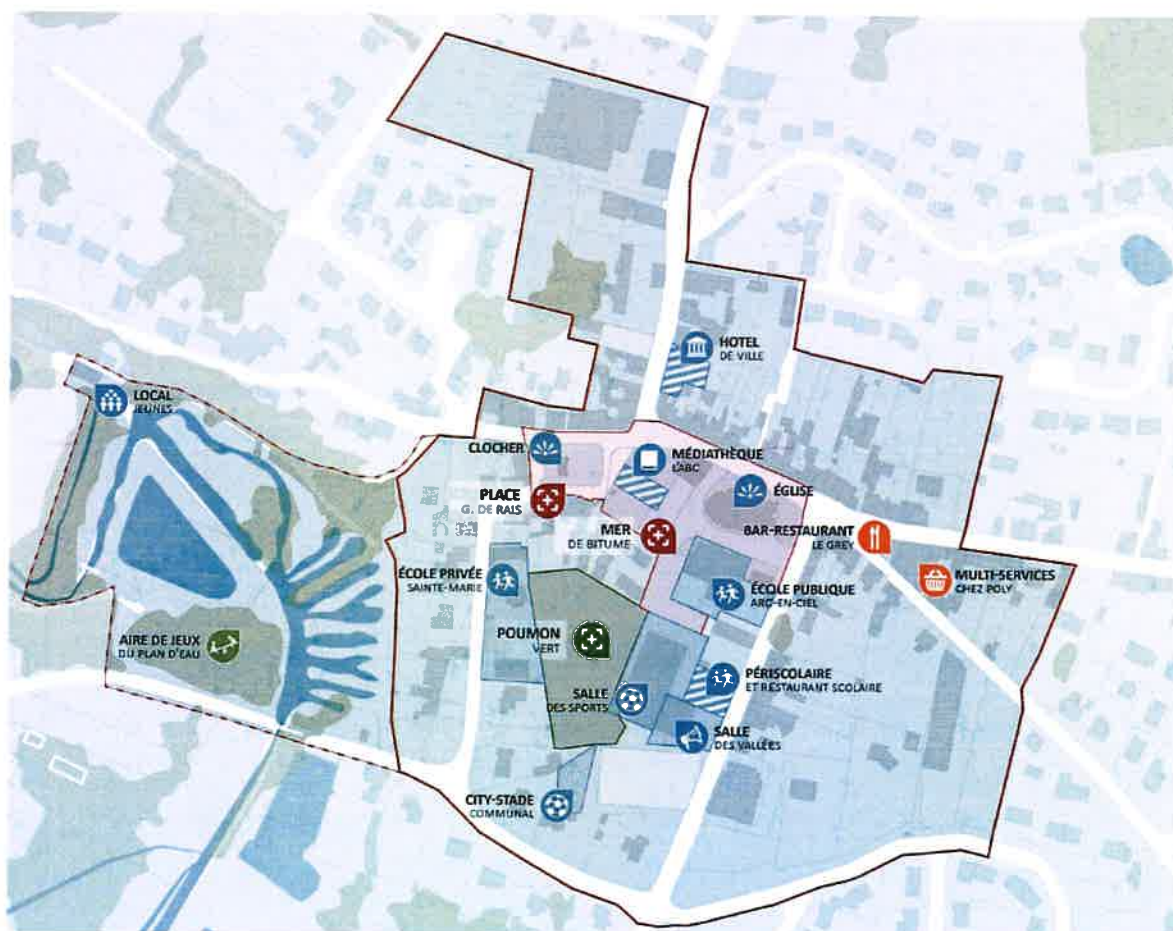 HOTEL
DE VILLE
LOCAL
JEUNES
CLOCHER
MÉDIATHÈQUE
L'ABC
ÉGLISE
PLACE
G. DE RAIS
MER
DE BITUME
BAR-RESTAURANT
LE GREY
ÉCOLE PRIVÉE
SAINTE-MARIE
ÉCOLE PUBLIQUE
ARC-EN-CIEL
MULTI-SERVICES
CHEZ POLY
AIRE DE JEUX
DU PLAN D'EAU
POUMON
VERT
PÉRISCOLAIRE
ET RESTAURANT SCOLAIRE
SALLE
DES SPORTS
SALLE
DES VALLÉES
CITY-STADE
COMMUNAL